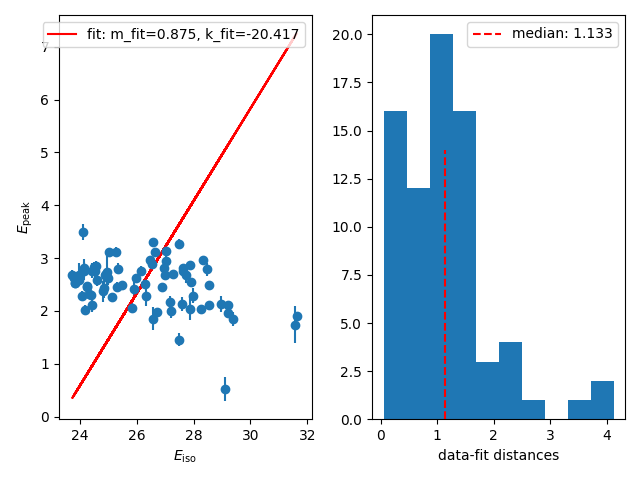 fit: m_fit=0.875, k_fit=-20.417
7
6
5
4
3
2
1
0
E_peak
24 26 28 30 32
E_iso
median: 1.133
20.0
17.5
15.0
12.5
10.0
7.5
5.0
2.5
0.0
0 1 2 3 4
data-fit distances